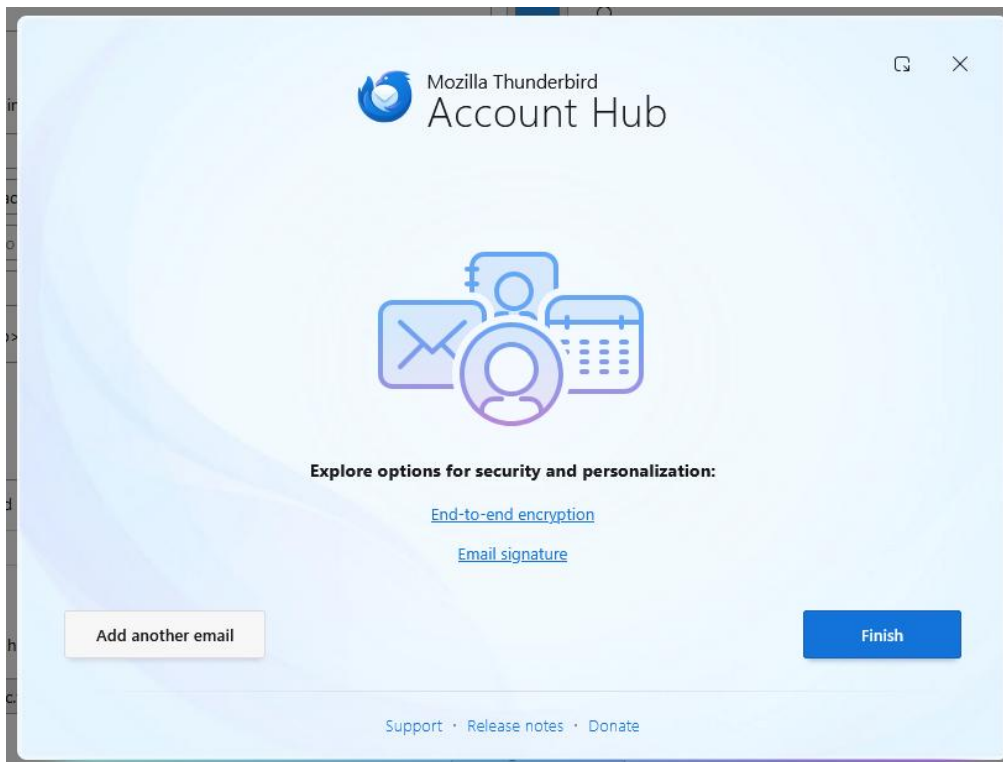 Mozilla Thunderbird
Account Hub
Explore options for security and personalization:
End-to-end encryption
Email signature
Add another email
Finish
Support · Release notes · Donate